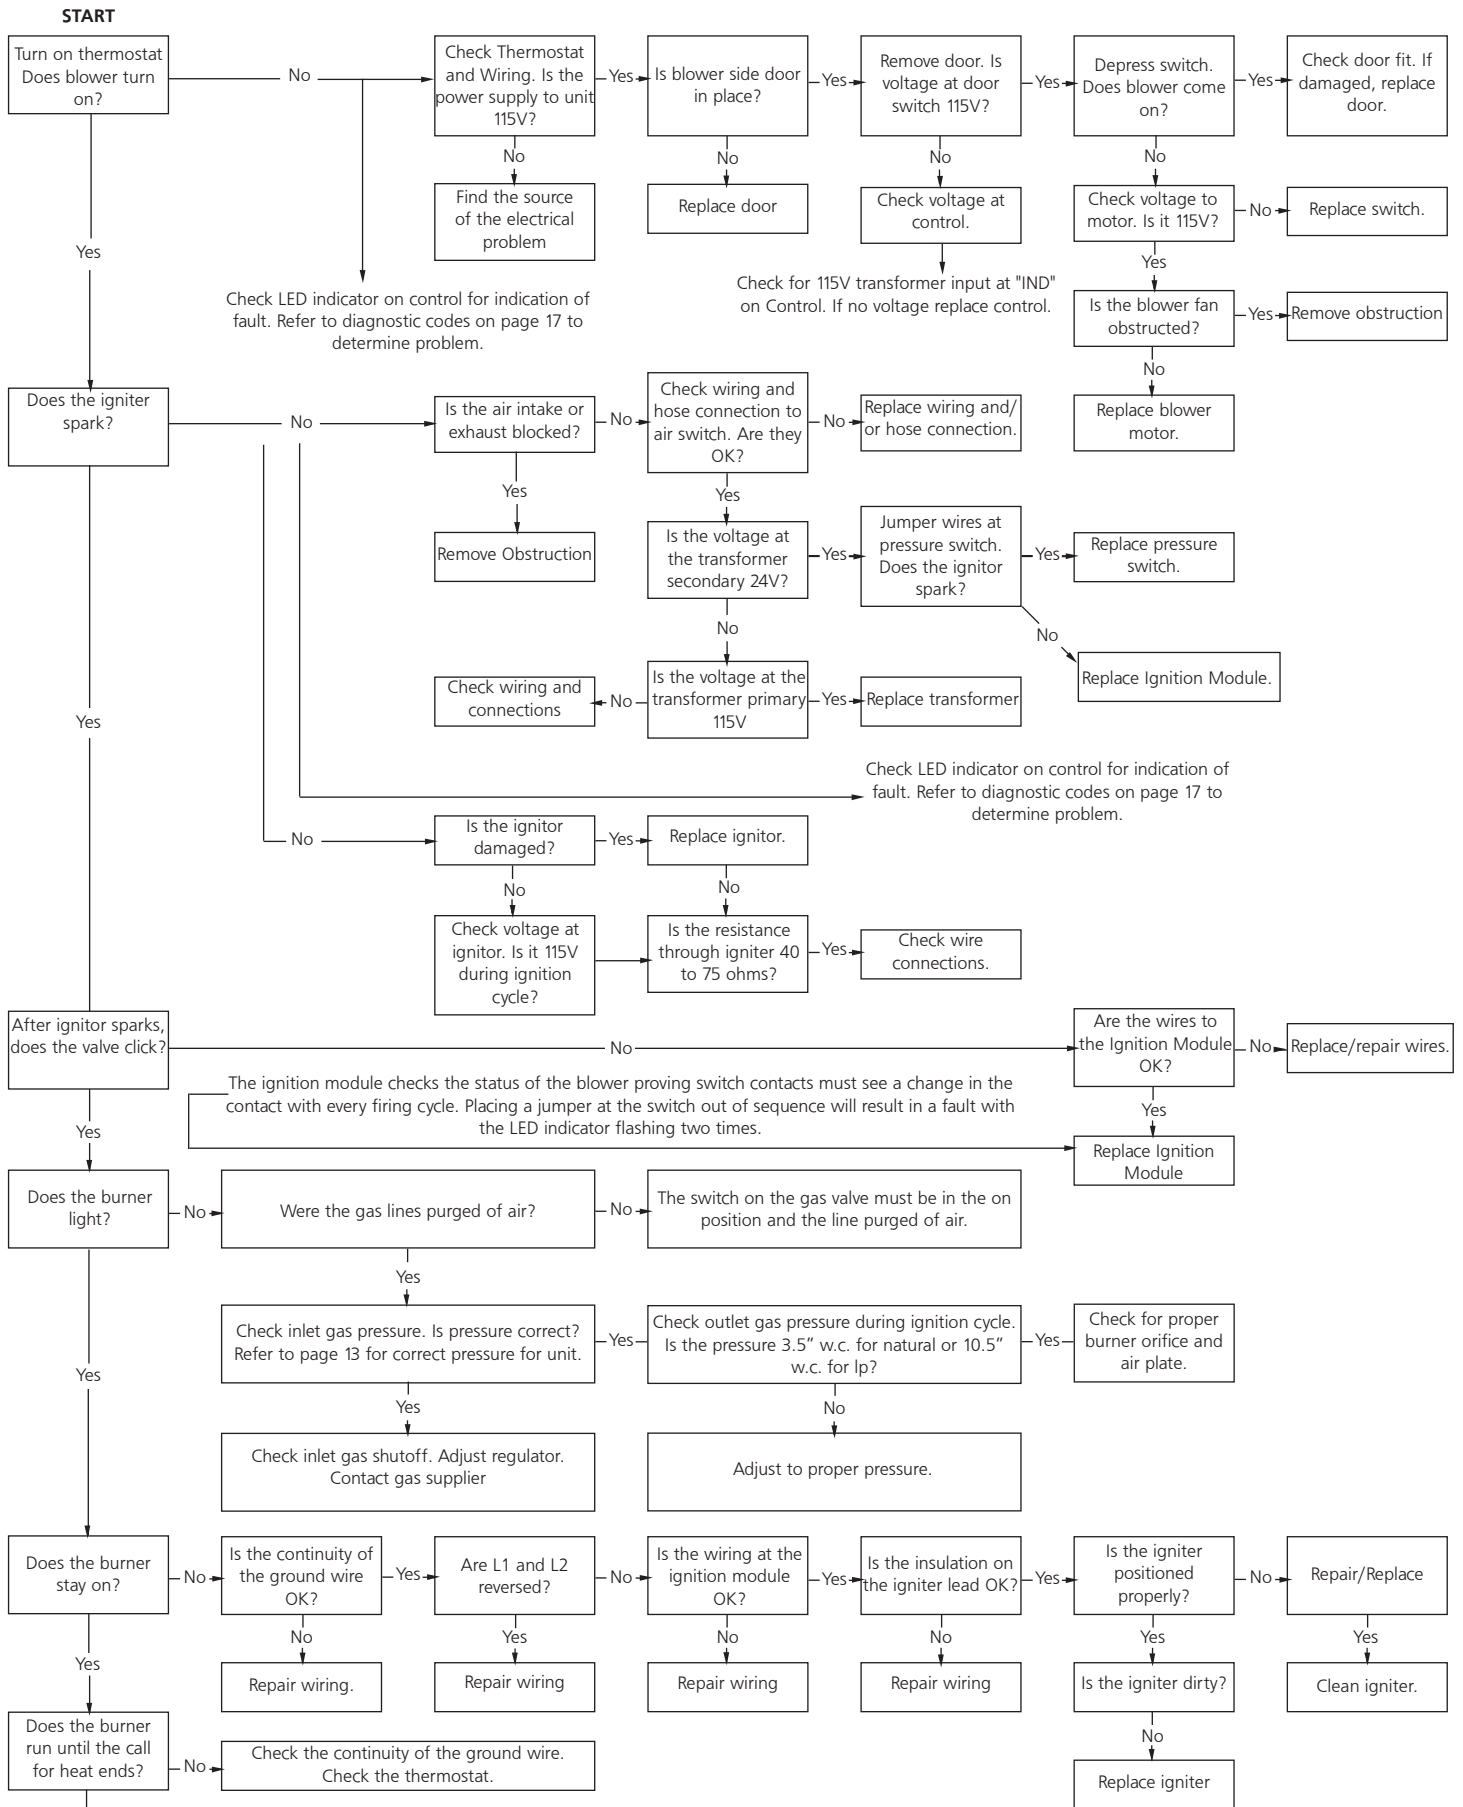 START
Turn on thermostat
Does blower turn
on?
No
Check Thermostat
and Wiring. Is the
power supply to unit
115V?
Yes
Is blower side door
in place?
Yes
Remove door. Is
voltage at door
switch 115V?
Yes
Depress switch.
Does blower come
on?
Yes
Check door fit. If
damaged, replace
door.
No
No
No
No
Find the source
of the electrical
problem
Replace door
Check voltage at
control.
Check voltage to
motor. Is it 115V?
No
Replace switch.
Yes
Yes
Check LED indicator on control for indication of
fault. Refer to diagnostic codes on page 17 to
determine problem.
Check for 115V transformer input at "IND"
on Control. If no voltage replace control.
Is the blower fan
obstructed?
Yes
Remove obstruction
No
Replace blower
motor.
Does the igniter
spark?
No
Is the air intake or
exhaust blocked?
No
Check wiring and
hose connection to
air switch. Are they
OK?
No
Replace wiring and/
or hose connection.
Yes
Yes
Remove Obstruction
Is the voltage at
the transformer
secondary 24V?
Yes
Jumper wires at
pressure switch.
Does the ignitor
spark?
Yes
Replace pressure
switch.
No
No
Replace Ignition Module.
Check wiring and
connections
No
Is the voltage at the
transformer primary
115V
Yes
Replace transformer
Yes
Check LED indicator on control for indication of
fault. Refer to diagnostic codes on page 17 to
determine problem.
No
Is the ignitor
damaged?
Yes
Replace ignitor.
No
No
Check voltage at
ignitor. Is it 115V
during ignition
cycle?
Is the resistance
through igniter 40
to 75 ohms?
Yes
Check wire
connections.
After ignitor sparks,
does the valve click?
No
Are the wires to
the Ignition Module
OK?
No
Replace/repair wires.
The ignition module checks the status of the blower proving switch contacts must see a change in the
contact with every firing cycle. Placing a jumper at the switch out of sequence will result in a fault with
the LED indicator flashing two times.
Yes
Yes
Replace Ignition
Module
Does the burner
light?
No
Were the gas lines purged of air?
No
The switch on the gas valve must be in the on
position and the line purged of air.
Yes
Check inlet gas pressure. Is pressure correct?
Refer to page 13 for correct pressure for unit.
Yes
Check outlet gas pressure during ignition cycle.
Is the pressure 3.5” w.c. for natural or 10.5”
w.c. for lp?
Yes
Check for proper
burner orifice and
air plate.
Yes
Yes
No
Check inlet gas shutoff. Adjust regulator.
Contact gas supplier
Adjust to proper pressure.
Does the burner
stay on?
No
Is the continuity of
the ground wire
OK?
Yes
Are L1 and L2
reversed?
No
Is the wiring at the
ignition module
OK?
Yes
Is the insulation on
the igniter lead OK?
Yes
Is the igniter
positioned
properly?
No
Repair/Replace
Yes
No
Yes
No
No
Yes
Yes
Repair wiring.
Repair wiring
Repair wiring
Repair wiring
Is the igniter dirty?
Clean igniter.
Does the burner
run until the call
for heat ends?
No
Check the continuity of the ground wire.
Check the thermostat.
No
Replace igniter